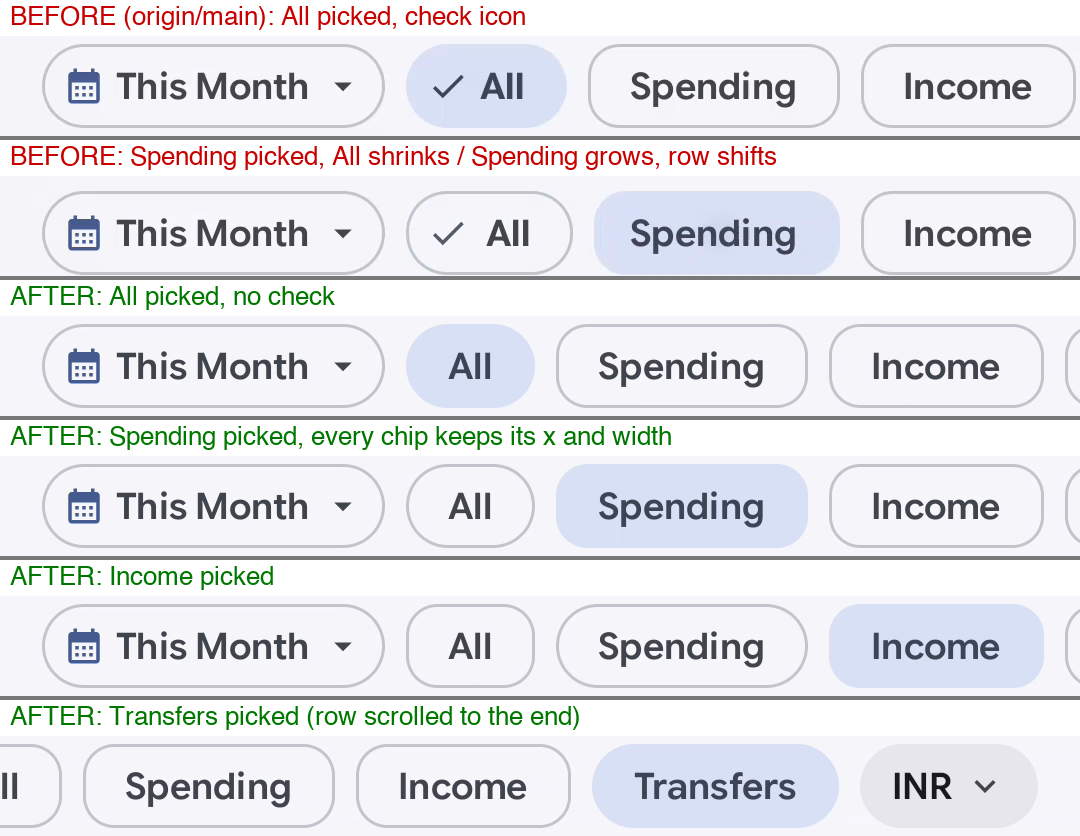 BEFORE (origin/main): All picked, check icon
This Month All Spending Income
BEFORE: Spending picked, All shrinks / Spending grows, row shifts
This Month All Spending Income
AFTER: All picked, no check
This Month All Spending Income
AFTER: Spending picked, every chip keeps its x and width
This Month All Spending Income
AFTER: Income picked
This Month All Spending Income
AFTER: Transfers picked (row scrolled to the end)
ll Spending Income Transfers INR